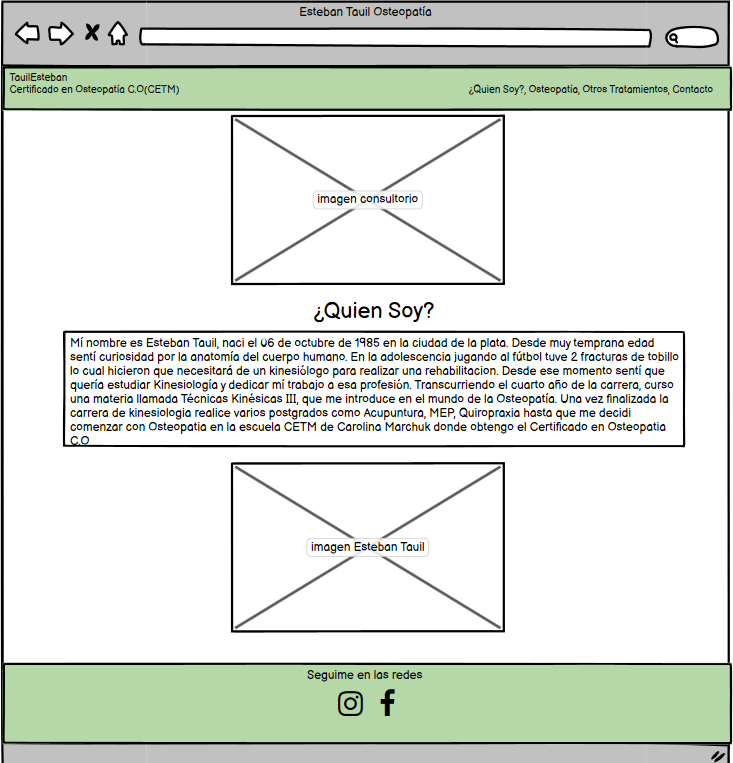 Esteban Tauil Osteopatía
TauilEsteban
Certificado en Osteopatía C.O(CETM)
¿Quien Soy?, Osteopatía, Otros Tratamientos, Contacto
imagen consultorio
¿Quien Soy?
Mí nombre es Esteban Tauil, naci el 06 de octubre de 1985 en la ciudad de la plata. Desde muy temprana edad
sentí curiosidad por la anatomía del cuerpo humano. En la adolescencia jugando al fútbol tuve 2 fracturas de tobillo
lo cual hicieron que necesitará de un kinesiólogo para realizar una rehabilitacion. Desde ese momento sentí que
quería estudiar Kinesiología y dedicar mí trabajo a esa profesión. Transcurriendo el cuarto año de la carrera, curso
una materia llamada Técnicas Kinésicas III, que me introduce en el mundo de la Osteopatía. Una vez finalizada la
carrera de kinesiologia realice varios postgrados como Acupuntura, MEP, Quiropraxia hasta que me decidi
comenzar con Osteopatia en la escuela CETM de Carolina Marchuk donde obtengo el Certificado en Osteopatia
C.O
imagen Esteban Tauil
Seguime en las redes